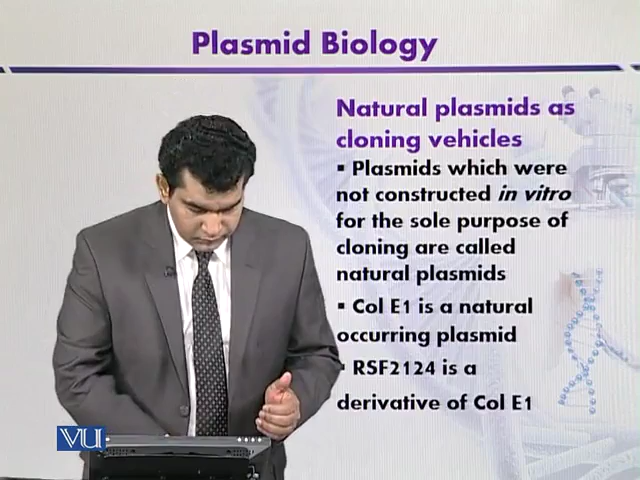 Plasmid Biology
Natural plasmids as
cloning vehicles
▪ Plasmids which were
not constructed in vitro
for the sole purpose of
cloning are called
natural plasmids
▪ Col E1 is a natural
occurring plasmid
▪ RSF2124 is a
derivative of Col E1
VU